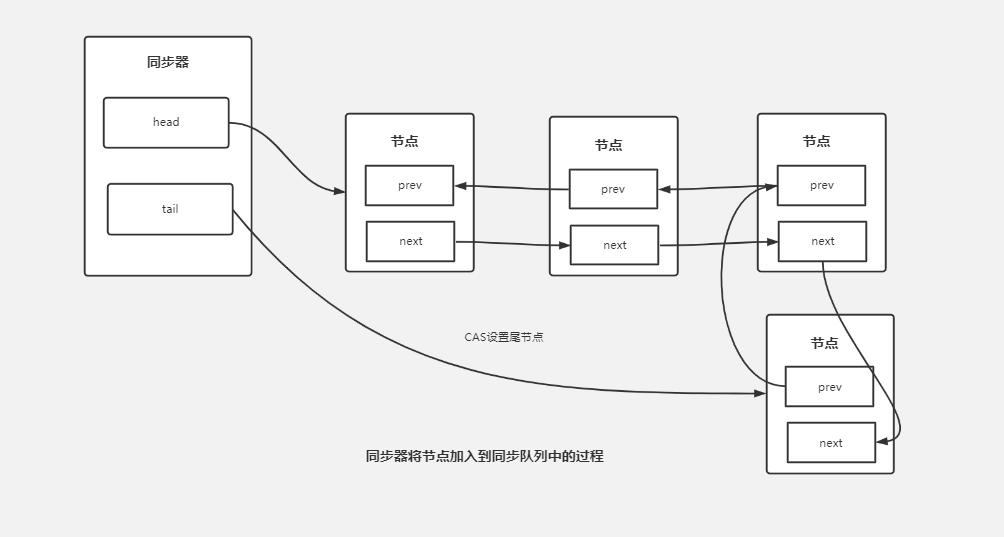 同步器
head
tail
节点
prev
next
节点
prev
next
节点
prev
next
CAS设置尾节点
节点
prev
next
同步器将节点加入到同步队列中的过程